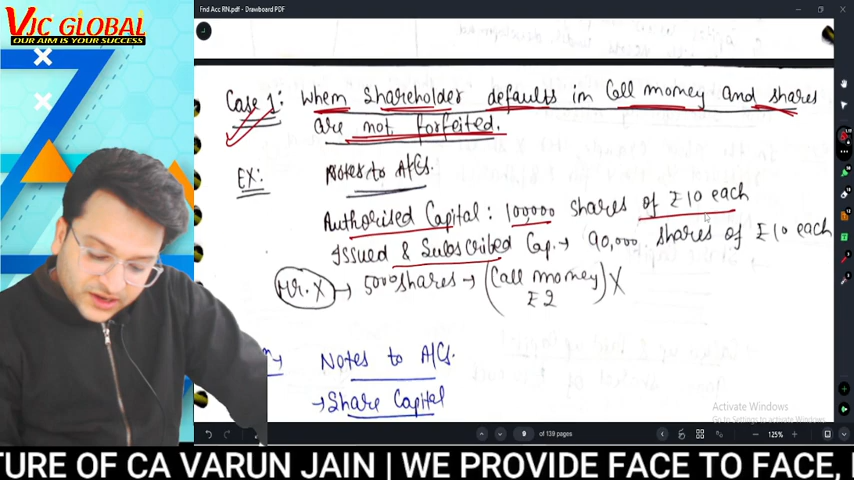 Fnd Acc RN.pdf - Drawboard PDF
VJC GLOBAL
OUR AIM IS YOUR SUCCESS
Case 1: When Shareholder defaults in Call money and shares
are not forfeited.
EX: Notes to A/Cs.
Authorised Capital: 100,000 shares of ₹10 each
Issued & Subscribed Cap. → 90,000 shares of ₹10 each
Mr. X → 5000 shares → (Call money ₹2) X
Notes to A/Cs.
→ Share Capital
Activate Windows
Go to Settings to activate Windows.
9 of 139 pages
125%
TURE OF CA VARUN JAIN | WE PROVIDE FACE TO FACE,